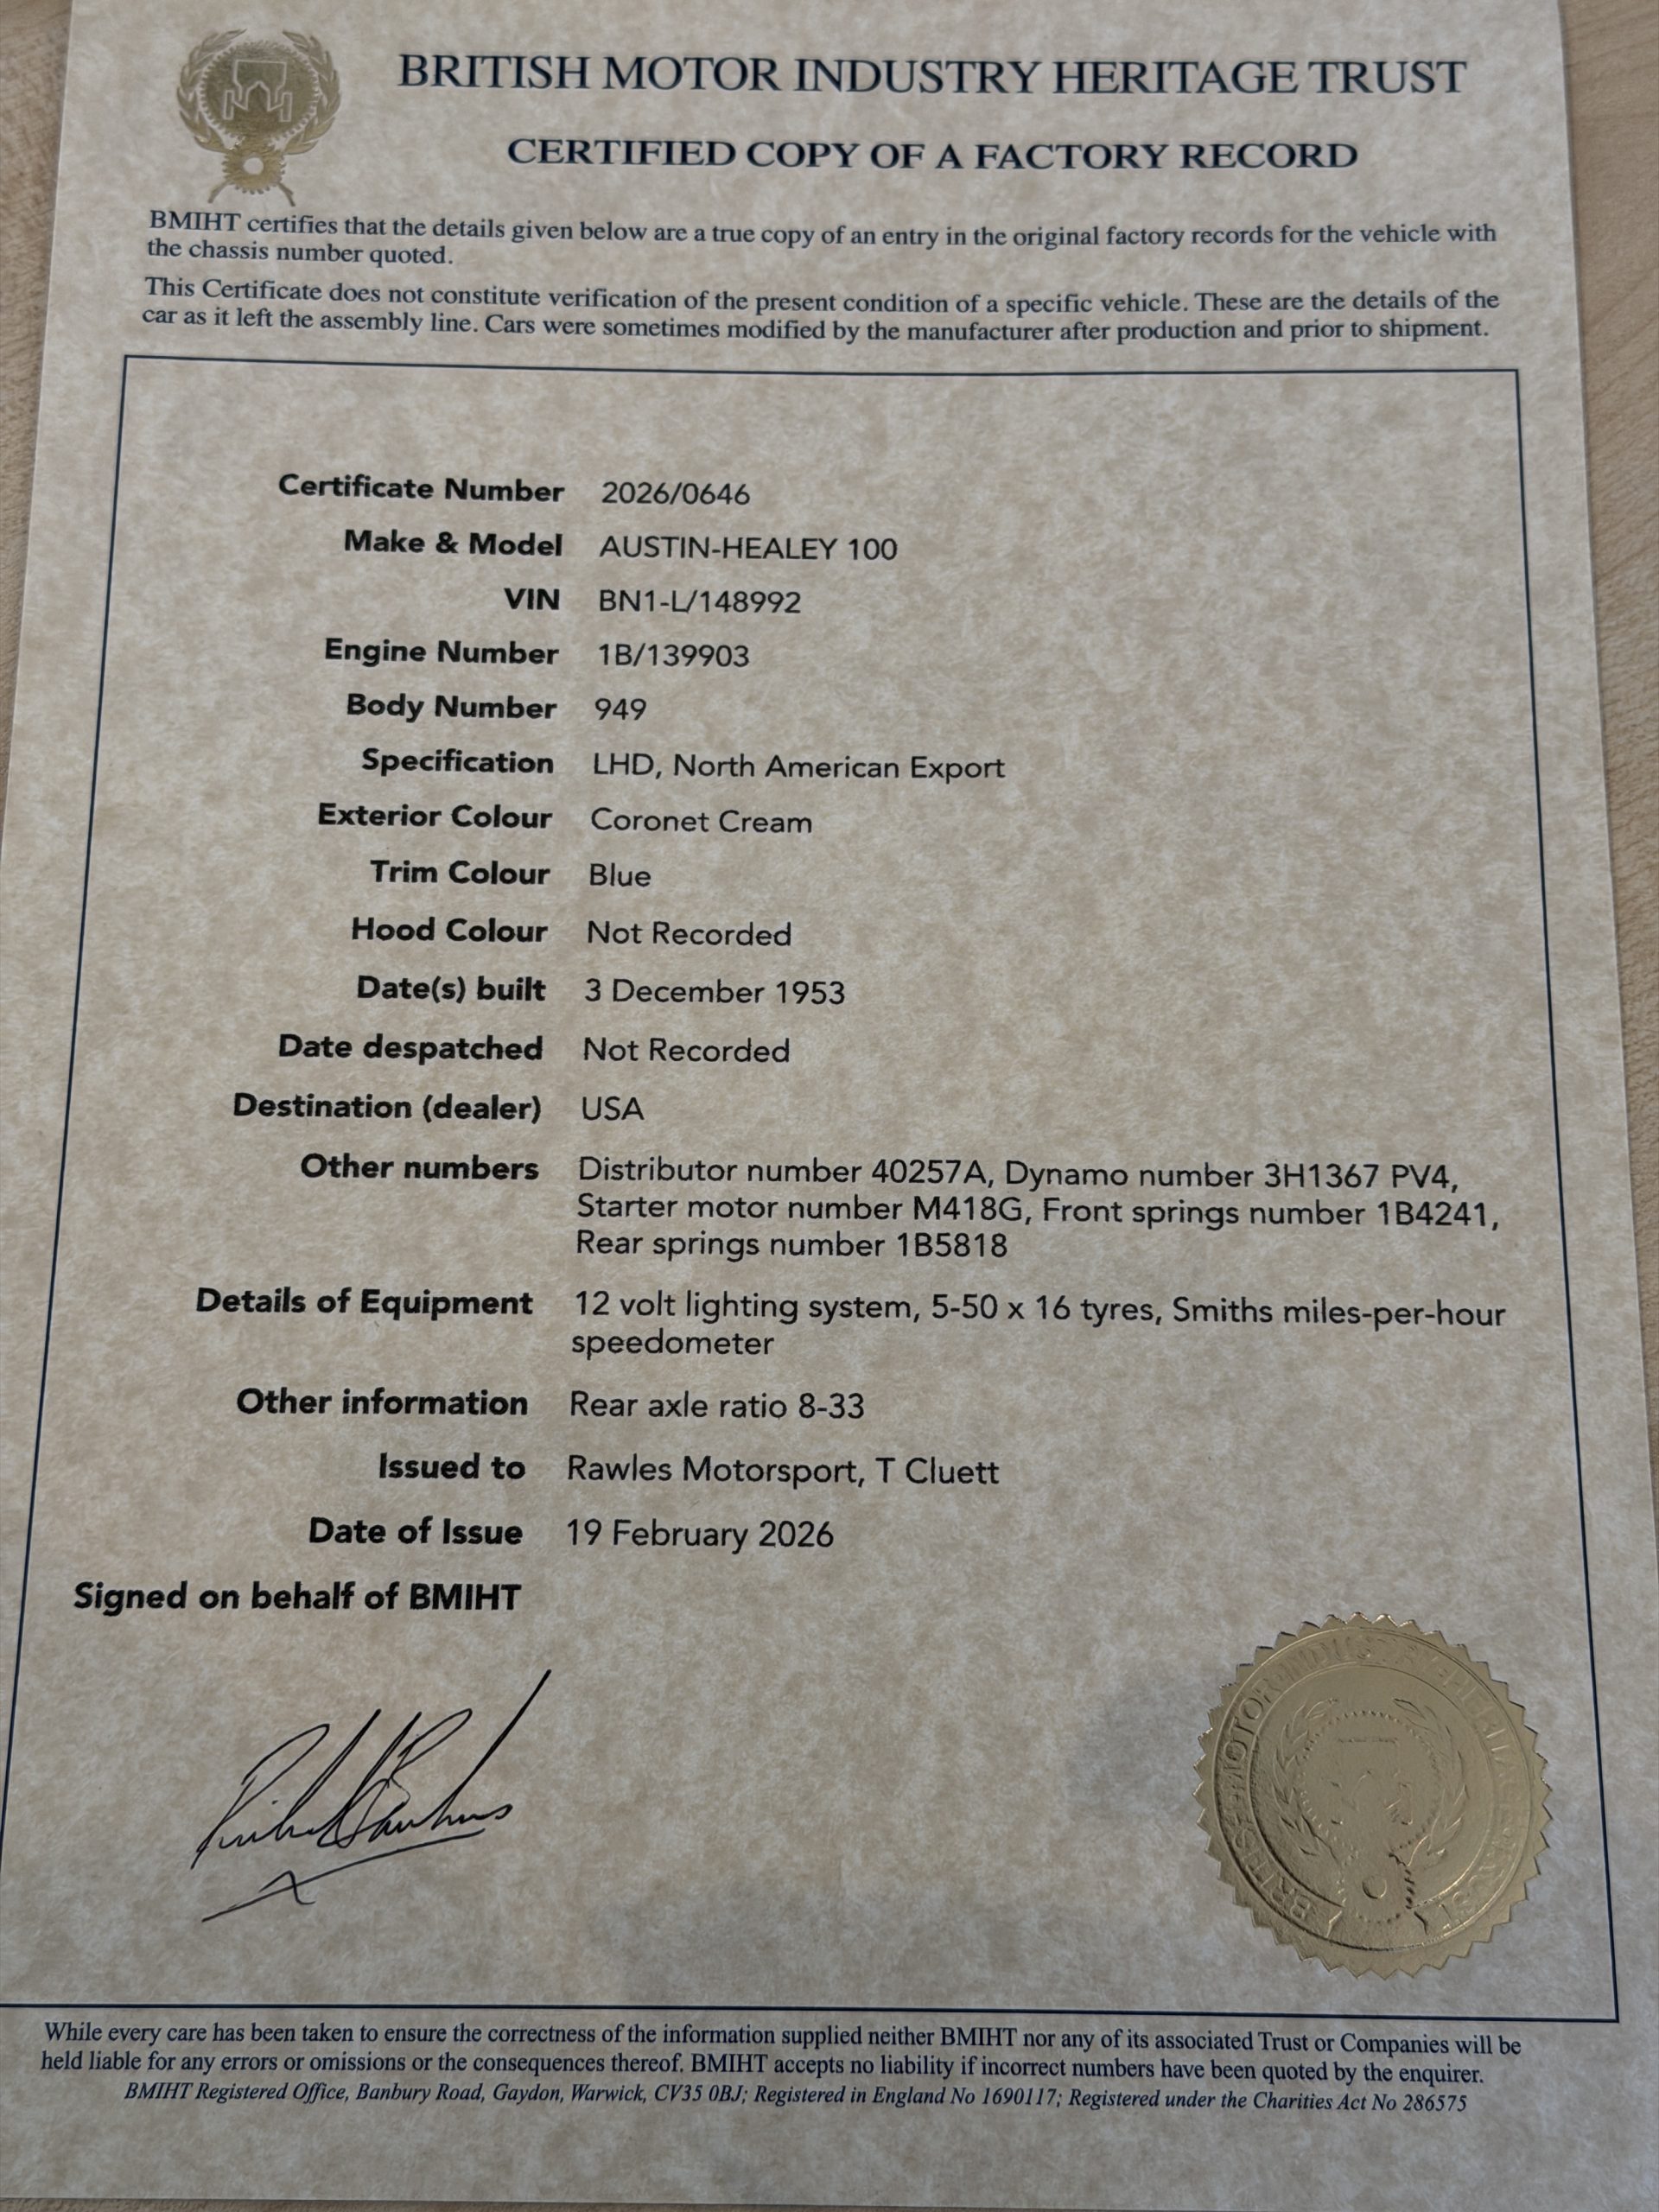 BRITISH MOTOR INDUSTRY HERITAGE TRUST
CERTIFIED COPY OF A FACTORY RECORD
BMIHT certifies that the details given below are a true copy of an entry in the original factory records for the vehicle with
the chassis number quoted.
This Certificate does not constitute verification of the present condition of a specific vehicle. These are the details of the
car as it left the assembly line. Cars were sometimes modified by the manufacturer after production and prior to shipment.
Certificate Number 2026/0646
Make & Model AUSTIN-HEALEY 100
VIN BN1-L/148992
Engine Number 1B/139903
Body Number 949
Specification LHD, North American Export
Exterior Colour Coronet Cream
Trim Colour Blue
Hood Colour Not Recorded
Date(s) built 3 December 1953
Date despatched Not Recorded
Destination (dealer) USA
Other numbers Distributor number 40257A, Dynamo number 3H1367 PV4,
Starter motor number M418G, Front springs number 1B4241,
Rear springs number 1B5818
Details of Equipment 12 volt lighting system, 5-50 x 16 tyres, Smiths miles-per-hour
speedometer
Other information Rear axle ratio 8-33
Issued to Rawles Motorsport, T Cluett
Date of Issue 19 February 2026
Signed on behalf of BMIHT
BRITISH MOTOR INDUSTRY HERITAGE TRUST
While every care has been taken to ensure the correctness of the information supplied neither BMIHT nor any of its associated Trust or Companies will be
held liable for any errors or omissions or the consequences thereof. BMIHT accepts no liability if incorrect numbers have been quoted by the enquirer.
BMIHT Registered Office, Banbury Road, Gaydon, Warwick, CV35 0BJ; Registered in England No 1690117; Registered under the Charities Act No 286575